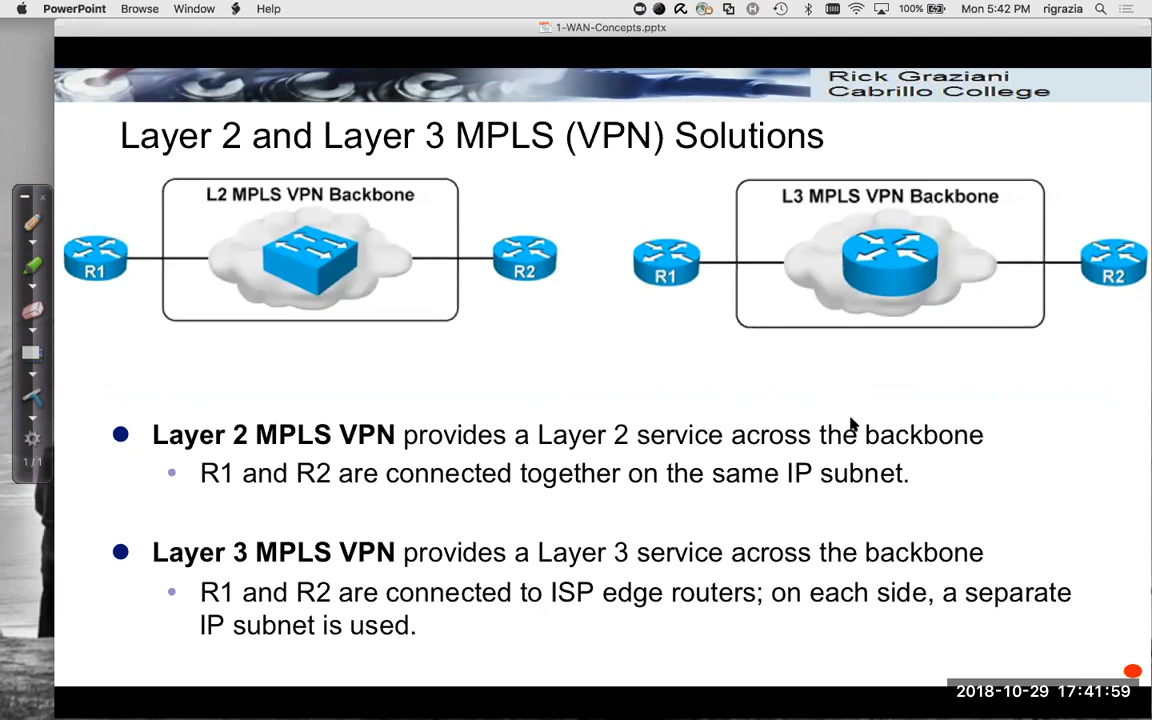 PowerPoint Browse Window Help 100% Mon 5:42 PM rigrazia
1-WAN-Concepts.pptx
Rick Graziani
Cabrillo College
Layer 2 and Layer 3 MPLS (VPN) Solutions
L2 MPLS VPN Backbone
R1
R2
L3 MPLS VPN Backbone
R1
R2
Layer 2 MPLS VPN provides a Layer 2 service across the backbone
R1 and R2 are connected together on the same IP subnet.
Layer 3 MPLS VPN provides a Layer 3 service across the backbone
R1 and R2 are connected to ISP edge routers; on each side, a separate
IP subnet is used.
1/1
2018-10-29 17:41:59